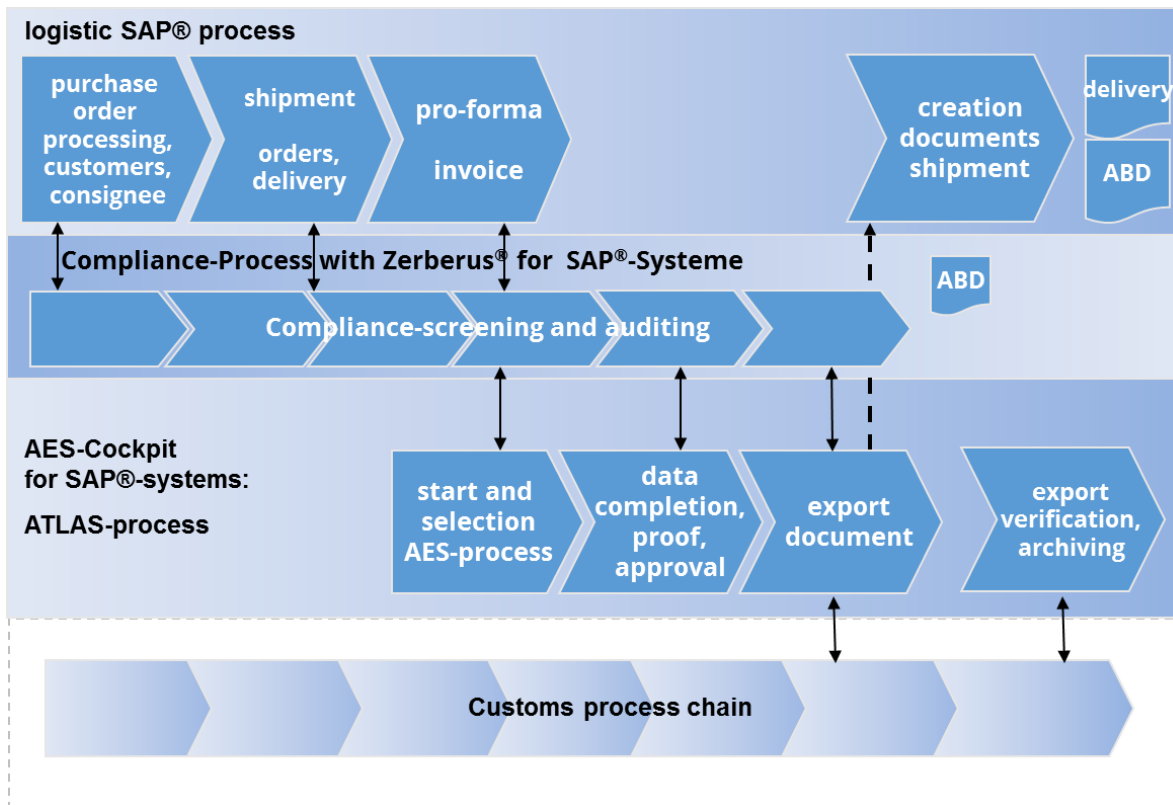 logistic SAP® process
purchase
order
processing,
customers,
consignee
shipment
orders,
delivery
pro-forma
invoice
creation
documents
shipment
delivery
ABD
Compliance-Process with Zerberus® for SAP®-Systeme
ABD
Compliance-screening and auditing
AES-Cockpit
for SAP®-systems:
ATLAS-process
start and
selection
AES-process
data
completion,
proof,
approval
export
document
export
verification,
archiving
Customs process chain